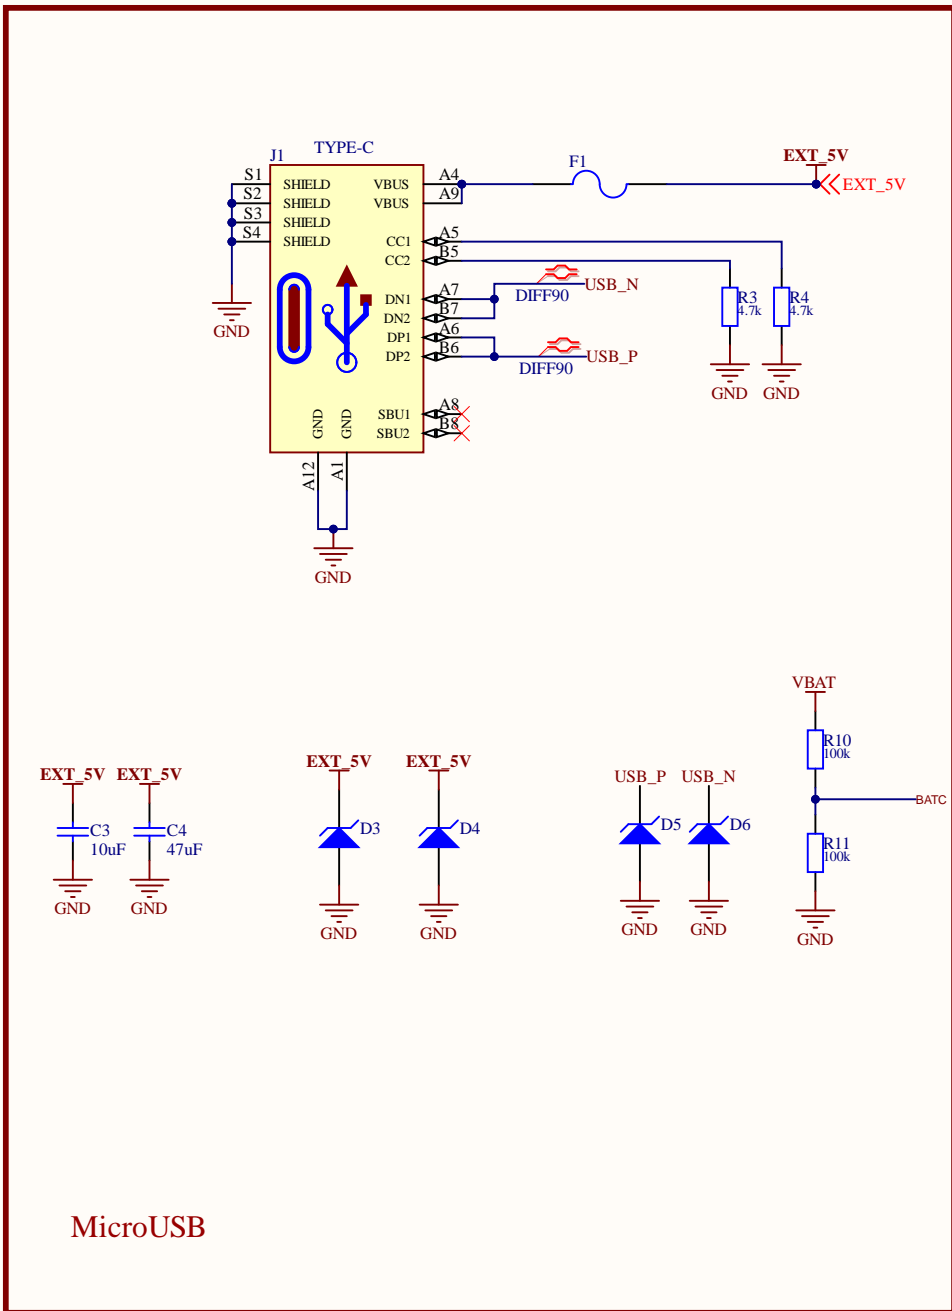 J1 TYPE-C
S1 SHIELD
S2 SHIELD
S3 SHIELD
S4 SHIELD
GND
VBUS A4
VBUS A9
CC1 A5
CC2 B5
DN1 A7
DN2 B7
DP1 A6
DP2 B6
SBU1 A8
SBU2 B8
GND GND
A12 A1
GND
F1
EXT_5V
EXT_5V
USB_N
DIFF90
USB_P
DIFF90
R3
4.7k
R4
4.7k
GND GND
EXT_5V EXT_5V
C3
10uF
C4
47uF
GND GND
EXT_5V EXT_5V
D3 D4
GND GND
USB_P USB_N
D5 D6
GND GND
VBAT
R10
100k
BATC
R11
100k
GND
MicroUSB